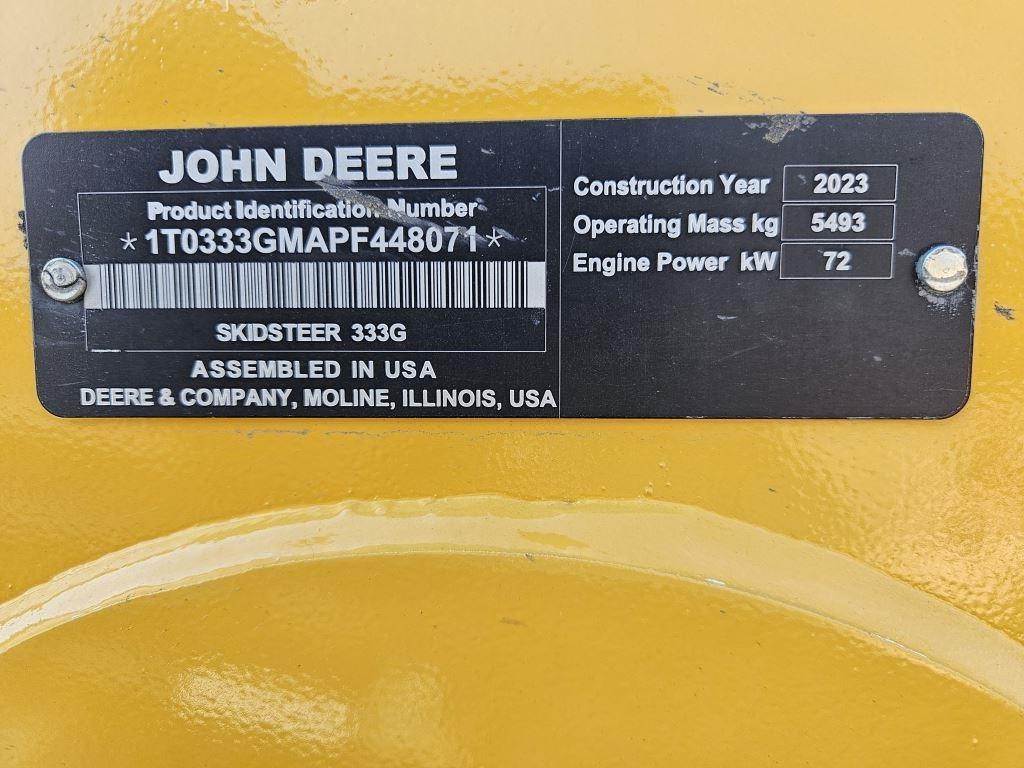 JOHN DEERE
Product Identification Number
*1T0333GMAPF448071*
SKIDSTEER 333G
ASSEMBLED IN USA
DEERE & COMPANY, MOLINE, ILLINOIS, USA
Construction Year 2023
Operating Mass kg 5493
Engine Power kW 72